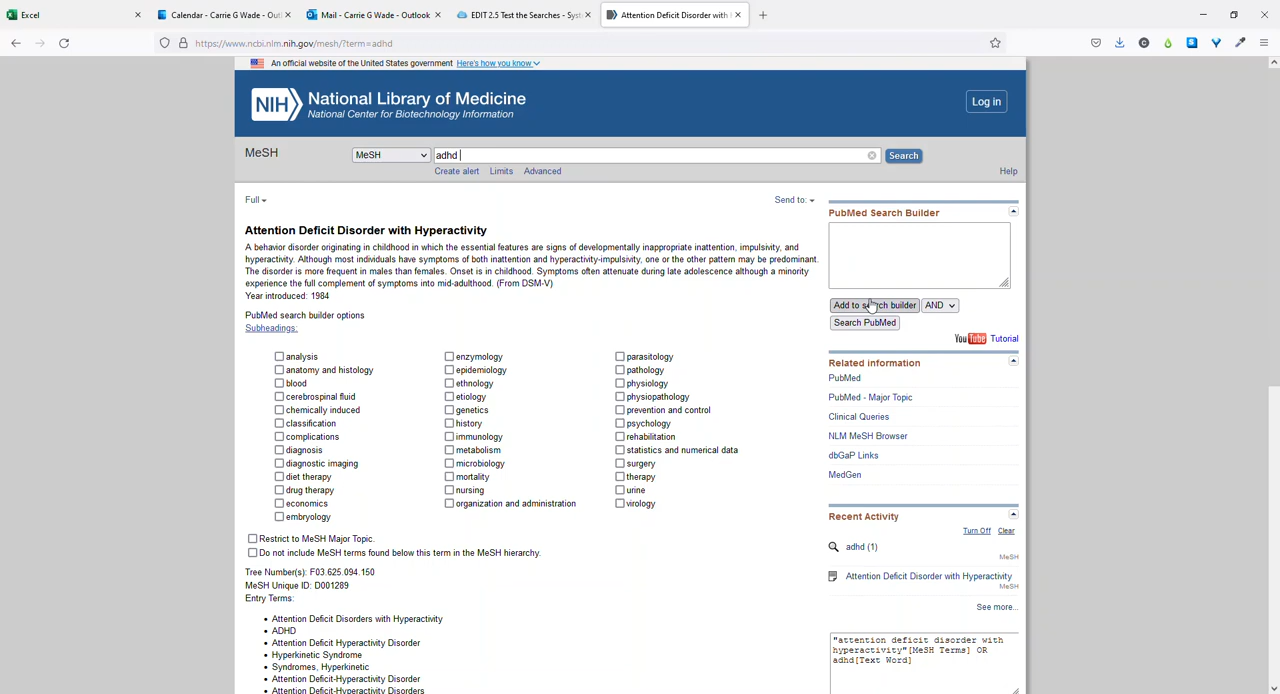 Excel
Calendar - Carrie G Wade - Out
Mail - Carrie G Wade - Outlook
EDIT 2.5 Test the Searches - Syst
Attention Deficit Disorder with
https://www.ncbi.nlm.nih.gov/mesh/?term=adhd
An official website of the United States government Here's how you know
NIH National Library of Medicine
National Center for Biotechnology Information
Log in
MeSH
MeSH
adhd
Search
Create alert Limits Advanced
Help
Full
Send to:
Attention Deficit Disorder with Hyperactivity
A behavior disorder originating in childhood in which the essential features are signs of developmentally inappropriate inattention, impulsivity, and
hyperactivity. Although most individuals have symptoms of both inattention and hyperactivity-impulsivity, one or the other pattern may be predominant.
The disorder is more frequent in males than females. Onset is in childhood. Symptoms often attenuate during late adolescence although a minority
experience the full complement of symptoms into mid-adulthood. (From DSM-V)
Year introduced: 1984
PubMed search builder options
Subheadings:
analysis
anatomy and histology
blood
cerebrospinal fluid
chemically induced
classification
complications
diagnosis
diagnostic imaging
diet therapy
drug therapy
economics
embryology
enzymology
epidemiology
ethnology
etiology
genetics
history
immunology
metabolism
microbiology
mortality
nursing
organization and administration
parasitology
pathology
physiology
physiopathology
prevention and control
psychology
rehabilitation
statistics and numerical data
surgery
therapy
urine
virology
Restrict to MeSH Major Topic.
Do not include MeSH terms found below this term in the MeSH hierarchy.
Tree Number(s): F03.625.094.150
MeSH Unique ID: D001289
Entry Terms:
• Attention Deficit Disorders with Hyperactivity
• ADHD
• Attention Deficit Hyperactivity Disorder
• Hyperkinetic Syndrome
• Syndromes, Hyperkinetic
• Attention Deficit-Hyperactivity Disorder
• Attention Deficit-Hyperactivity Disorders
PubMed Search Builder
Add to search builder AND
Search PubMed
YouTube Tutorial
Related information
PubMed
PubMed - Major Topic
Clinical Queries
NLM MeSH Browser
dbGaP Links
MedGen
Recent Activity
Turn Off Clear
adhd (1)
MeSH
Attention Deficit Disorder with Hyperactivity
MeSH
See more...
"attention deficit disorder with
hyperactivity"[MeSH Terms] OR
adhd[Text Word]